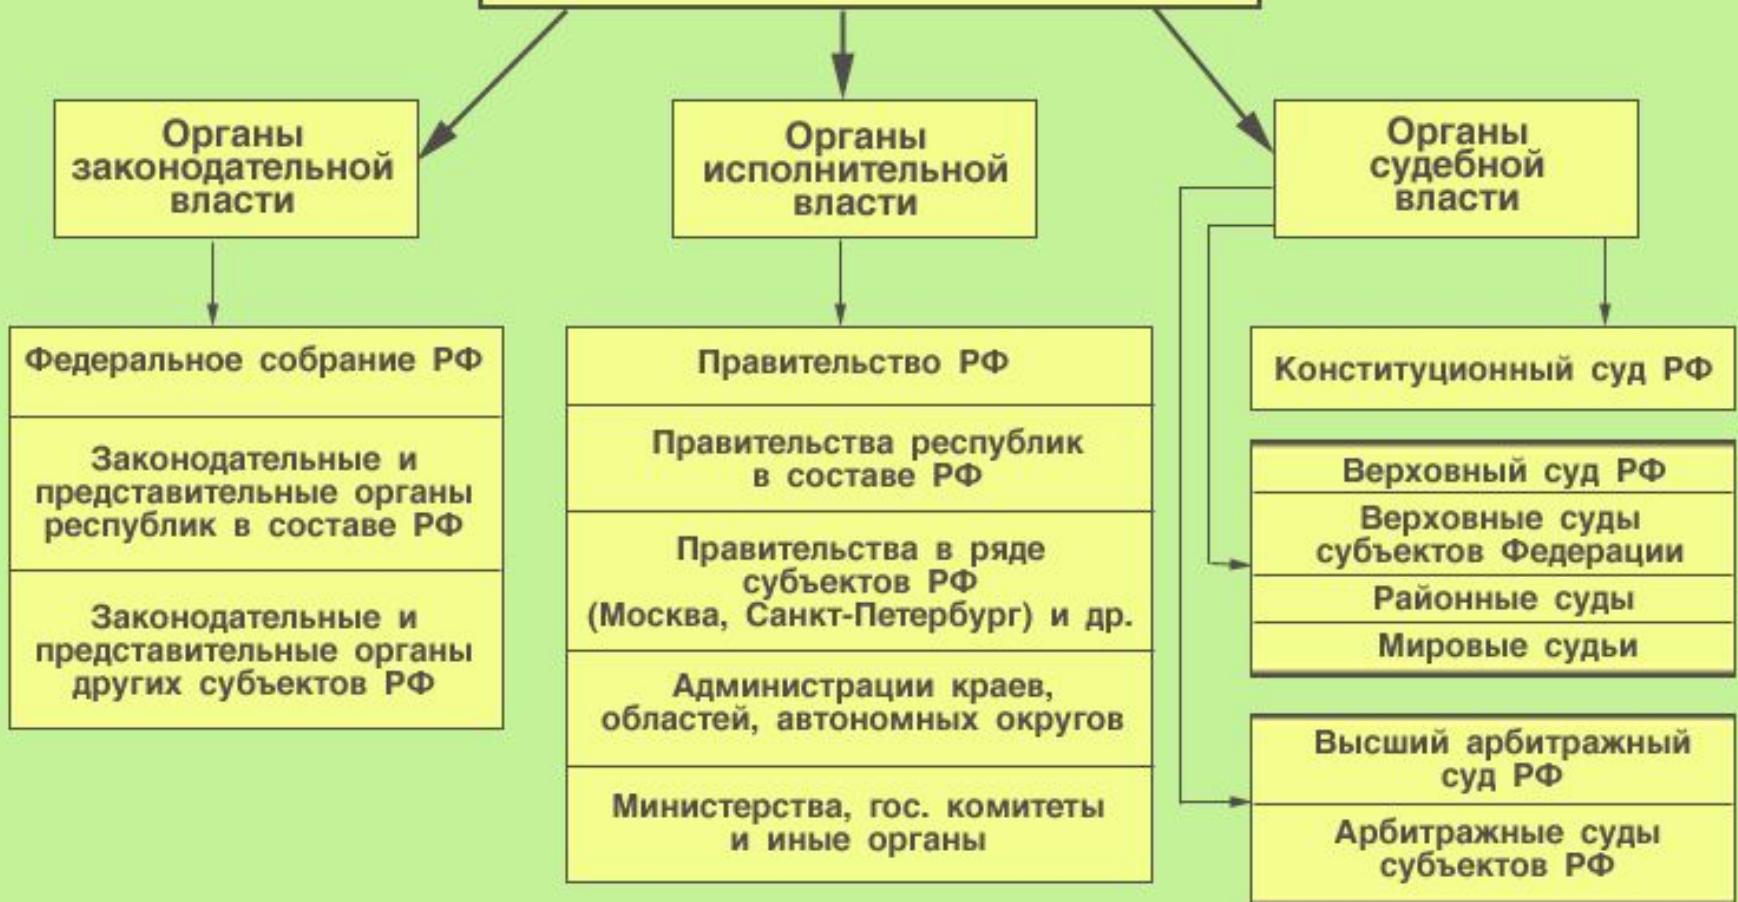 Органы
законодательной
власти
Федеральное собрание РФ
Законодательные и
представительные органы
республик в составе РФ
Законодательные и
представительные органы
других субъектов РФ
Органы
исполнительной
власти
Правительство РФ
Правительства республик
в составе РФ
Правительства в ряде
субъектов РФ
(Москва, Санкт-Петербург) и др.
Администрации краев,
областей, автономных округов
Министерства, гос. комитеты
и иные органы
Органы
судебной
власти
Конституционный суд РФ
Верховный суд РФ
Верховные суды
субъектов Федерации
Районные суды
Мировые судьи
Высший арбитражный
суд РФ
Арбитражные суды
субъектов РФ